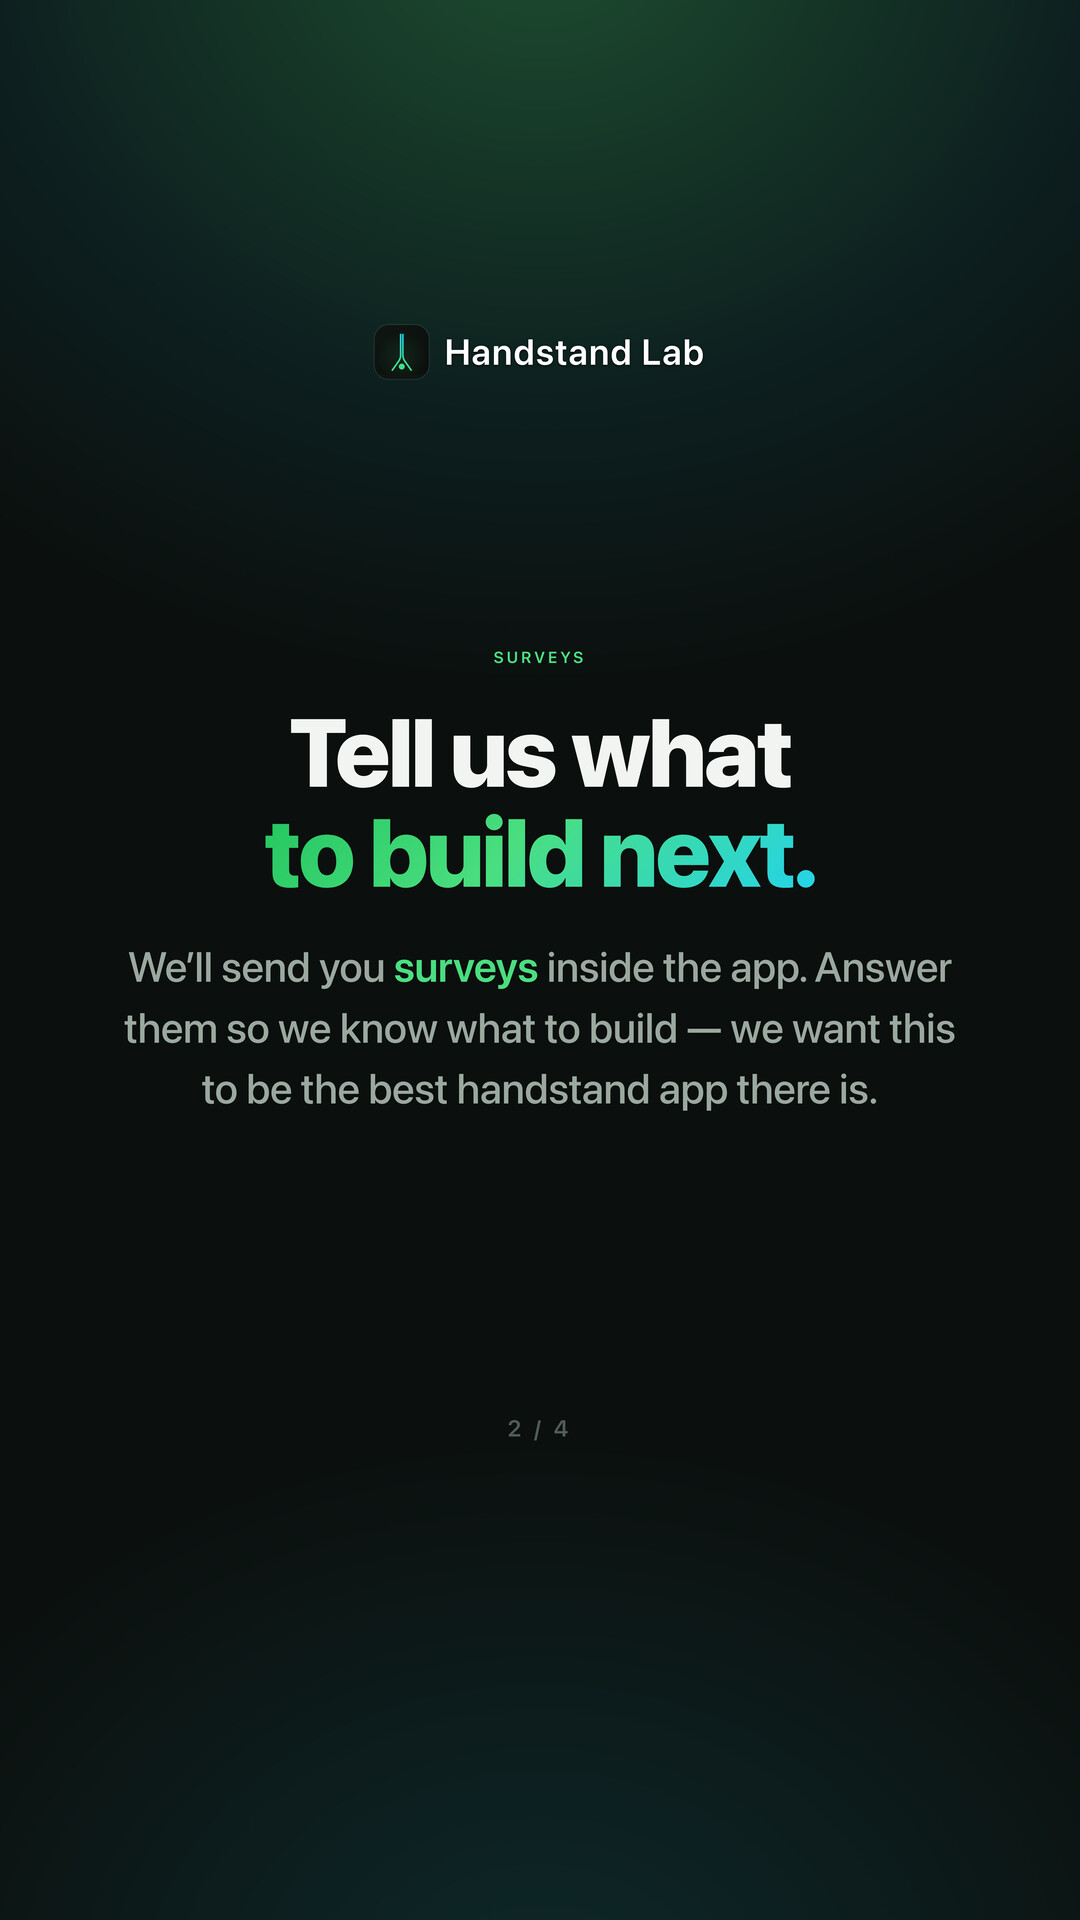 Handstand Lab
SURVEYS
Tell us what
to build next.
We’ll send you surveys inside the app. Answer
them so we know what to build — we want this
to be the best handstand app there is.
2 / 4